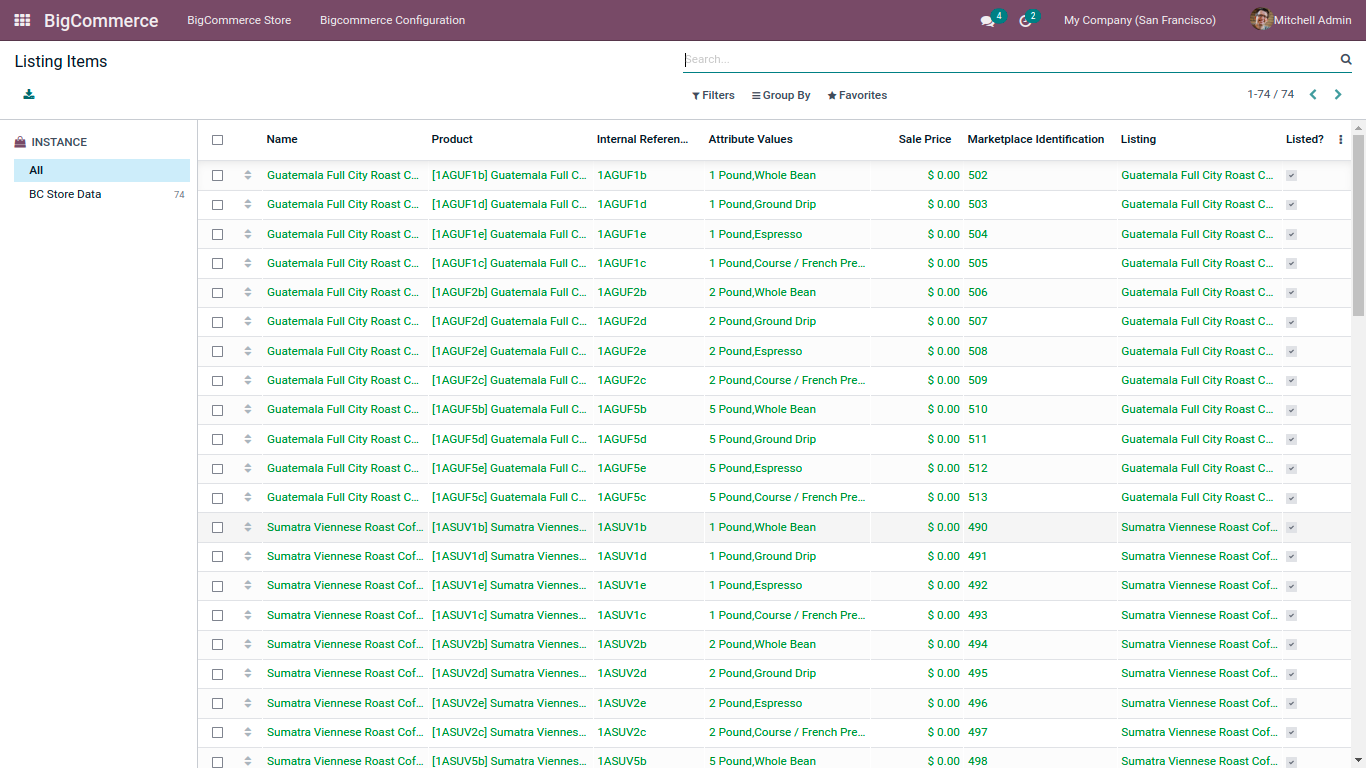 BigCommerce BigCommerce Store Bigcommerce Configuration 4 2 My Company (San Francisco) Mitchell Admin
Listing Items Search...
Filters Group By Favorites 1-74 / 74
INSTANCE
All
BC Store Data 74
Name Product Internal Referen... Attribute Values Sale Price Marketplace Identification Listing Listed?
Guatemala Full City Roast C... [1AGUF1b] Guatemala Full C... 1AGUF1b 1 Pound,Whole Bean $ 0.00 502 Guatemala Full City Roast C...
Guatemala Full City Roast C... [1AGUF1d] Guatemala Full C... 1AGUF1d 1 Pound,Ground Drip $ 0.00 503 Guatemala Full City Roast C...
Guatemala Full City Roast C... [1AGUF1e] Guatemala Full C... 1AGUF1e 1 Pound,Espresso $ 0.00 504 Guatemala Full City Roast C...
Guatemala Full City Roast C... [1AGUF1c] Guatemala Full C... 1AGUF1c 1 Pound,Course / French Pre... $ 0.00 505 Guatemala Full City Roast C...
Guatemala Full City Roast C... [1AGUF2b] Guatemala Full C... 1AGUF2b 2 Pound,Whole Bean $ 0.00 506 Guatemala Full City Roast C...
Guatemala Full City Roast C... [1AGUF2d] Guatemala Full C... 1AGUF2d 2 Pound,Ground Drip $ 0.00 507 Guatemala Full City Roast C...
Guatemala Full City Roast C... [1AGUF2e] Guatemala Full C... 1AGUF2e 2 Pound,Espresso $ 0.00 508 Guatemala Full City Roast C...
Guatemala Full City Roast C... [1AGUF2c] Guatemala Full C... 1AGUF2c 2 Pound,Course / French Pre... $ 0.00 509 Guatemala Full City Roast C...
Guatemala Full City Roast C... [1AGUF5b] Guatemala Full C... 1AGUF5b 5 Pound,Whole Bean $ 0.00 510 Guatemala Full City Roast C...
Guatemala Full City Roast C... [1AGUF5d] Guatemala Full C... 1AGUF5d 5 Pound,Ground Drip $ 0.00 511 Guatemala Full City Roast C...
Guatemala Full City Roast C... [1AGUF5e] Guatemala Full C... 1AGUF5e 5 Pound,Espresso $ 0.00 512 Guatemala Full City Roast C...
Guatemala Full City Roast C... [1AGUF5c] Guatemala Full C... 1AGUF5c 5 Pound,Course / French Pre... $ 0.00 513 Guatemala Full City Roast C...
Sumatra Viennese Roast Cof... [1ASUV1b] Sumatra Viennes... 1ASUV1b 1 Pound,Whole Bean $ 0.00 490 Sumatra Viennese Roast Cof...
Sumatra Viennese Roast Cof... [1ASUV1d] Sumatra Viennes... 1ASUV1d 1 Pound,Ground Drip $ 0.00 491 Sumatra Viennese Roast Cof...
Sumatra Viennese Roast Cof... [1ASUV1e] Sumatra Viennes... 1ASUV1e 1 Pound,Espresso $ 0.00 492 Sumatra Viennese Roast Cof...
Sumatra Viennese Roast Cof... [1ASUV1c] Sumatra Viennes... 1ASUV1c 1 Pound,Course / French Pre... $ 0.00 493 Sumatra Viennese Roast Cof...
Sumatra Viennese Roast Cof... [1ASUV2b] Sumatra Viennes... 1ASUV2b 2 Pound,Whole Bean $ 0.00 494 Sumatra Viennese Roast Cof...
Sumatra Viennese Roast Cof... [1ASUV2d] Sumatra Viennes... 1ASUV2d 2 Pound,Ground Drip $ 0.00 495 Sumatra Viennese Roast Cof...
Sumatra Viennese Roast Cof... [1ASUV2e] Sumatra Viennes... 1ASUV2e 2 Pound,Espresso $ 0.00 496 Sumatra Viennese Roast Cof...
Sumatra Viennese Roast Cof... [1ASUV2c] Sumatra Viennes... 1ASUV2c 2 Pound,Course / French Pre... $ 0.00 497 Sumatra Viennese Roast Cof...
Sumatra Viennese Roast Cof... [1ASUV5b] Sumatra Viennes... 1ASUV5b 5 Pound,Whole Bean $ 0.00 498 Sumatra Viennese Roast Cof...